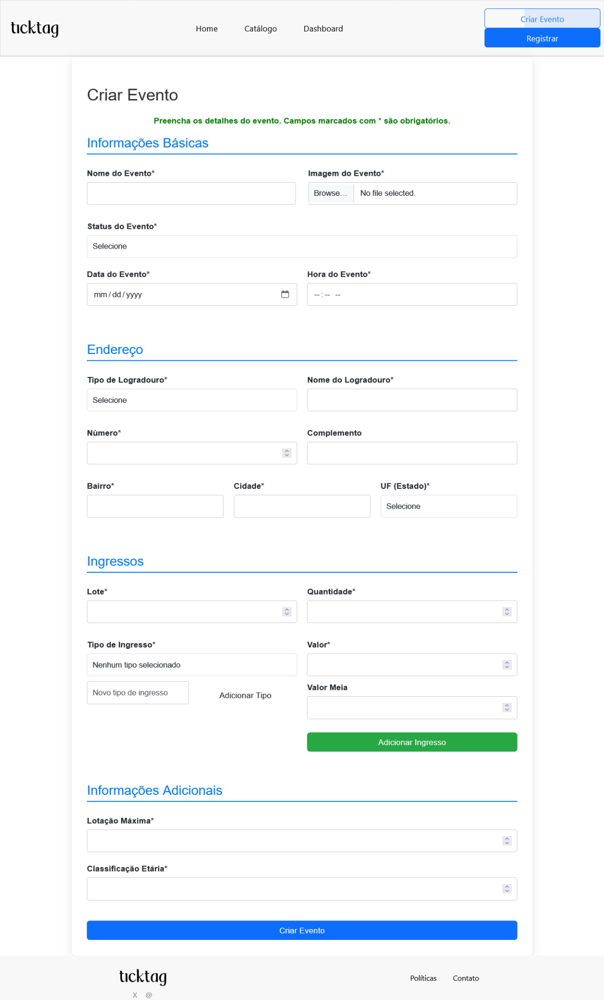 ticktag
Home Catálogo Dashboard
Criar Evento
Registrar
Criar Evento
Preencha os detalhes do evento. Campos marcados com * são obrigatórios.
Informações Básicas
Nome do Evento* Imagem do Evento*
Browse... No file selected.
Status do Evento*
Selecione
Data do Evento* Hora do Evento*
mm/dd/yyyy --:-- --
Endereço
Tipo de Logradouro* Nome do Logradouro*
Selecione
Número* Complemento
Bairro* Cidade* UF (Estado)*
Selecione
Ingressos
Lote* Quantidade*
Tipo de Ingresso* Valor*
Nenhum tipo selecionado
Valor Meia
Novo tipo de ingresso Adicionar Tipo
Adicionar Ingresso
Informações Adicionais
Lotação Máxima*
Classificação Etária*
Criar Evento
ticktag
Políticas Contato
X @